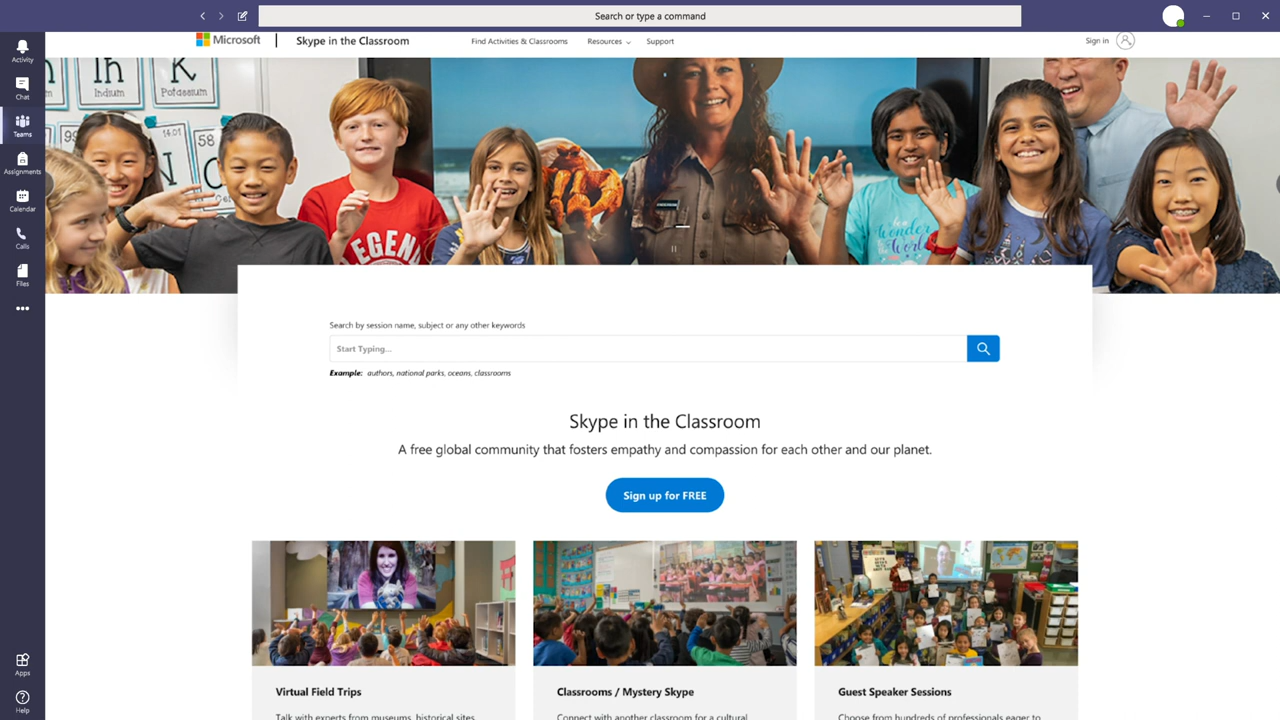 Search or type a command
Activity
Chat
Teams
Assignments
Calendar
Calls
Files
Apps
Help
Microsoft
Skype in the Classroom
Find Activities & Classrooms
Resources
Support
Sign in
In
Indium
K
Potassium
58
LEGEN
Wonder
World
Search by session name, subject or any other keywords
Start Typing...
Example: authors, national parks, oceans, classrooms
Skype in the Classroom
A free global community that fosters empathy and compassion for each other and our planet.
Sign up for FREE
Virtual Field Trips
Talk with experts from museums, historical sites,
Classrooms / Mystery Skype
Connect with another classroom for a cultural
Guest Speaker Sessions
Choose from hundreds of professionals eager to